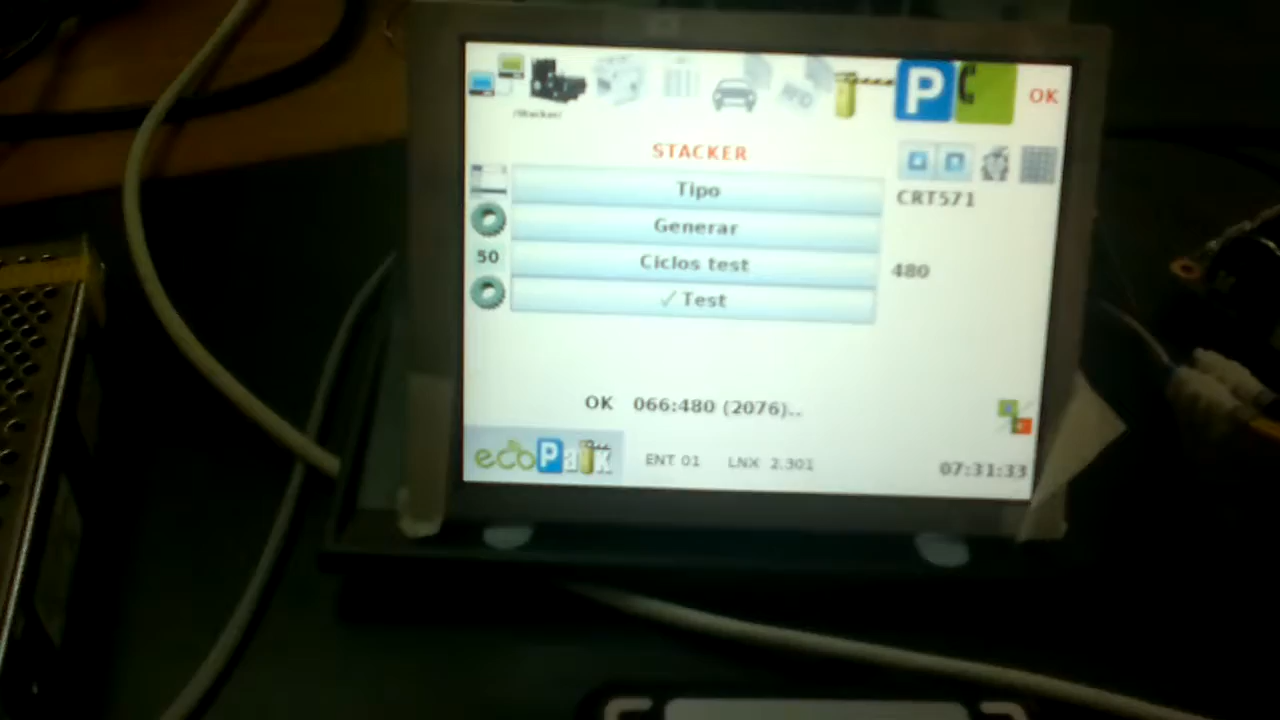 P
OK
/Stacker/
STACKER
Tipo
CRT571
Generar
50
Ciclos test
480
✓ Test
OK 066:480 (2076)..
ecoPark
ENT 01
LNX 2.301
07:31:33